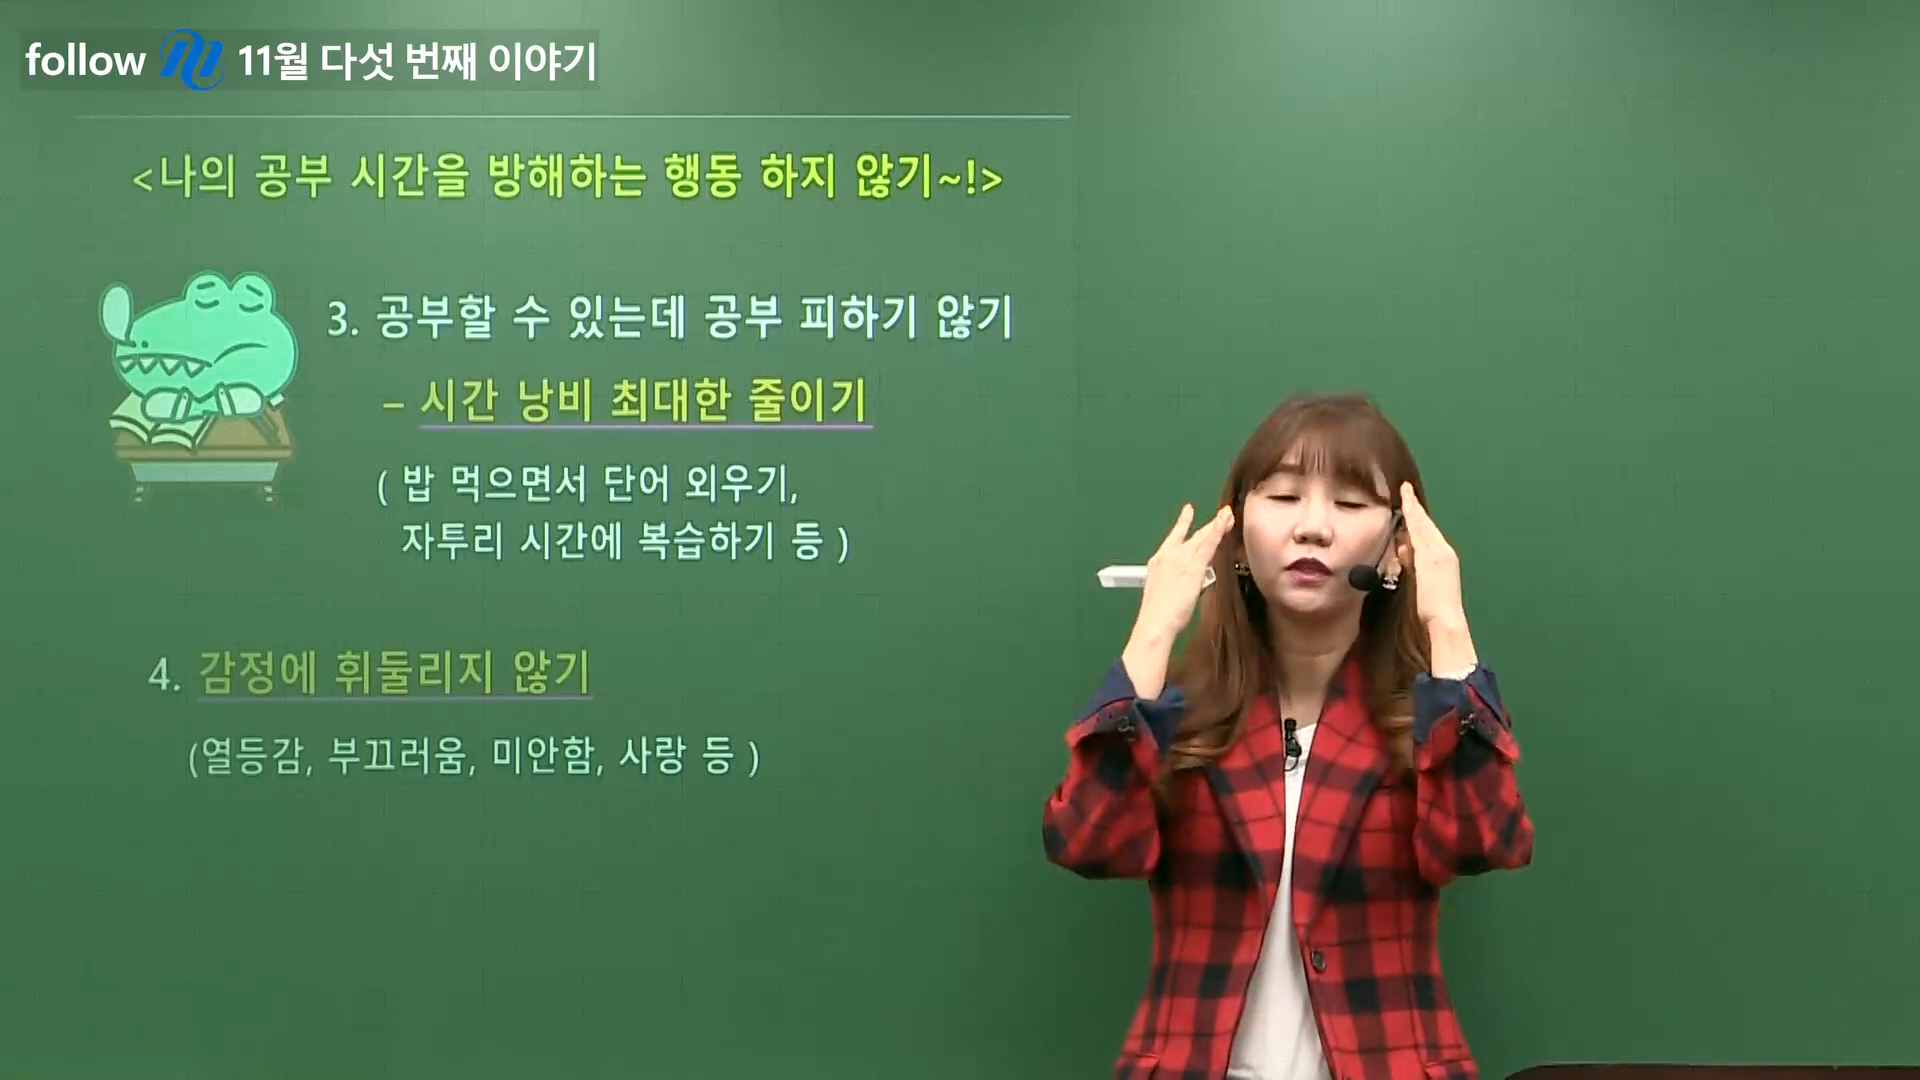 follow 11월 다섯 번째 이야기
<나의 공부 시간을 방해하는 행동 하지 않기~!>
3. 공부할 수 있는데 공부 피하기 않기
– 시간 낭비 최대한 줄이기
( 밥 먹으면서 단어 외우기,
자투리 시간에 복습하기 등 )
4. 감정에 휘둘리지 않기
(열등감, 부끄러움, 미안함, 사랑 등 )